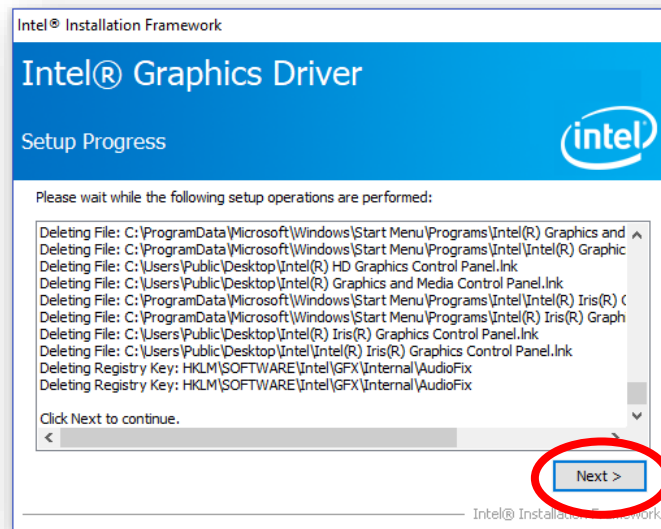 Intel® Installation Framework
Intel® Graphics Driver
Setup Progress
intel
Please wait while the following setup operations are performed:
Deleting File: C:\ProgramData\Microsoft\Windows\Start Menu\Programs\Intel(R) Graphics and
Deleting File: C:\ProgramData\Microsoft\Windows\Start Menu\Programs\Intel\Intel(R) Graphic
Deleting File: C:\Users\Public\Desktop\Intel(R) HD Graphics Control Panel.lnk
Deleting File: C:\Users\Public\Desktop\Intel(R) Graphics and Media Control Panel.lnk
Deleting File: C:\ProgramData\Microsoft\Windows\Start Menu\Programs\Intel\Intel(R) Iris(R) G
Deleting File: C:\ProgramData\Microsoft\Windows\Start Menu\Programs\Intel(R) Iris(R) Graph
Deleting File: C:\Users\Public\Desktop\Intel(R) Iris(R) Graphics Control Panel.lnk
Deleting File: C:\Users\Public\Desktop\Intel\Intel(R) Iris(R) Graphics Control Panel.lnk
Deleting Registry Key: HKLM\SOFTWARE\Intel\GFX\Internal\AudioFix
Deleting Registry Key: HKLM\SOFTWARE\Intel\GFX\Internal\AudioFix
Click Next to continue.
Next >
Intel® Installation Framework